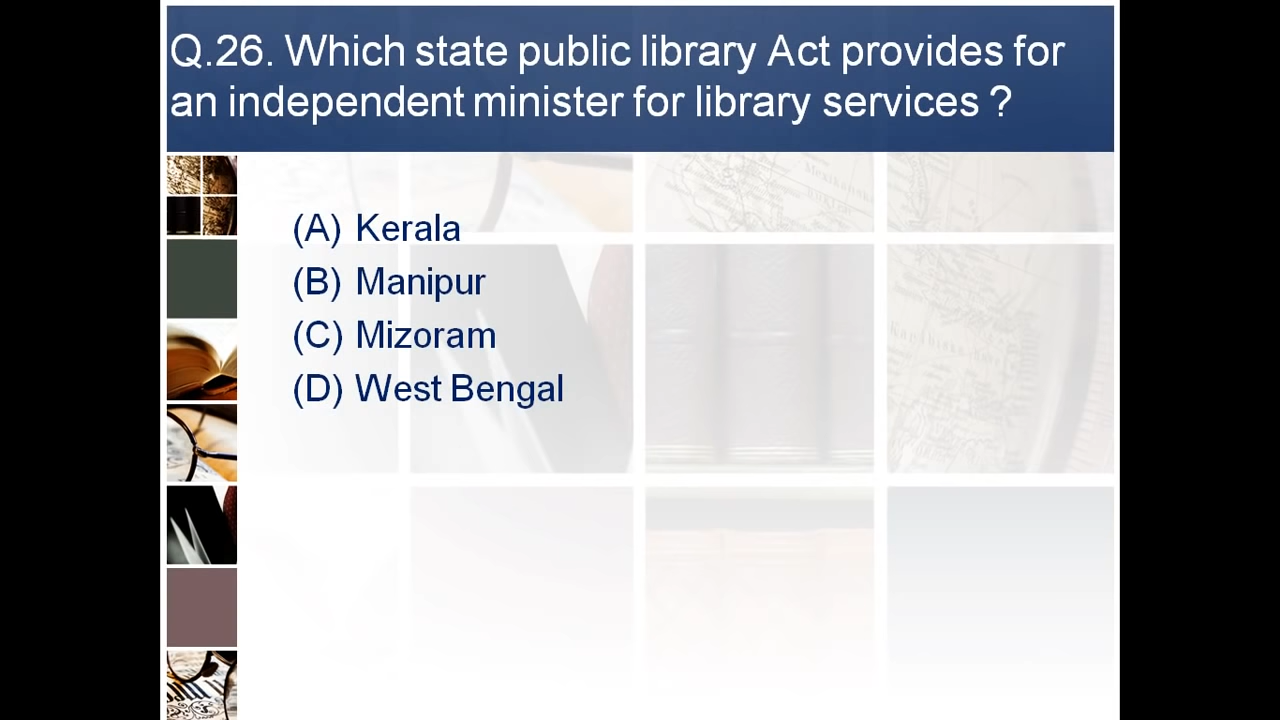 Q.26. Which state public library Act provides for
an independent minister for library services ?
(A) Kerala
(B) Manipur
(C) Mizoram
(D) West Bengal